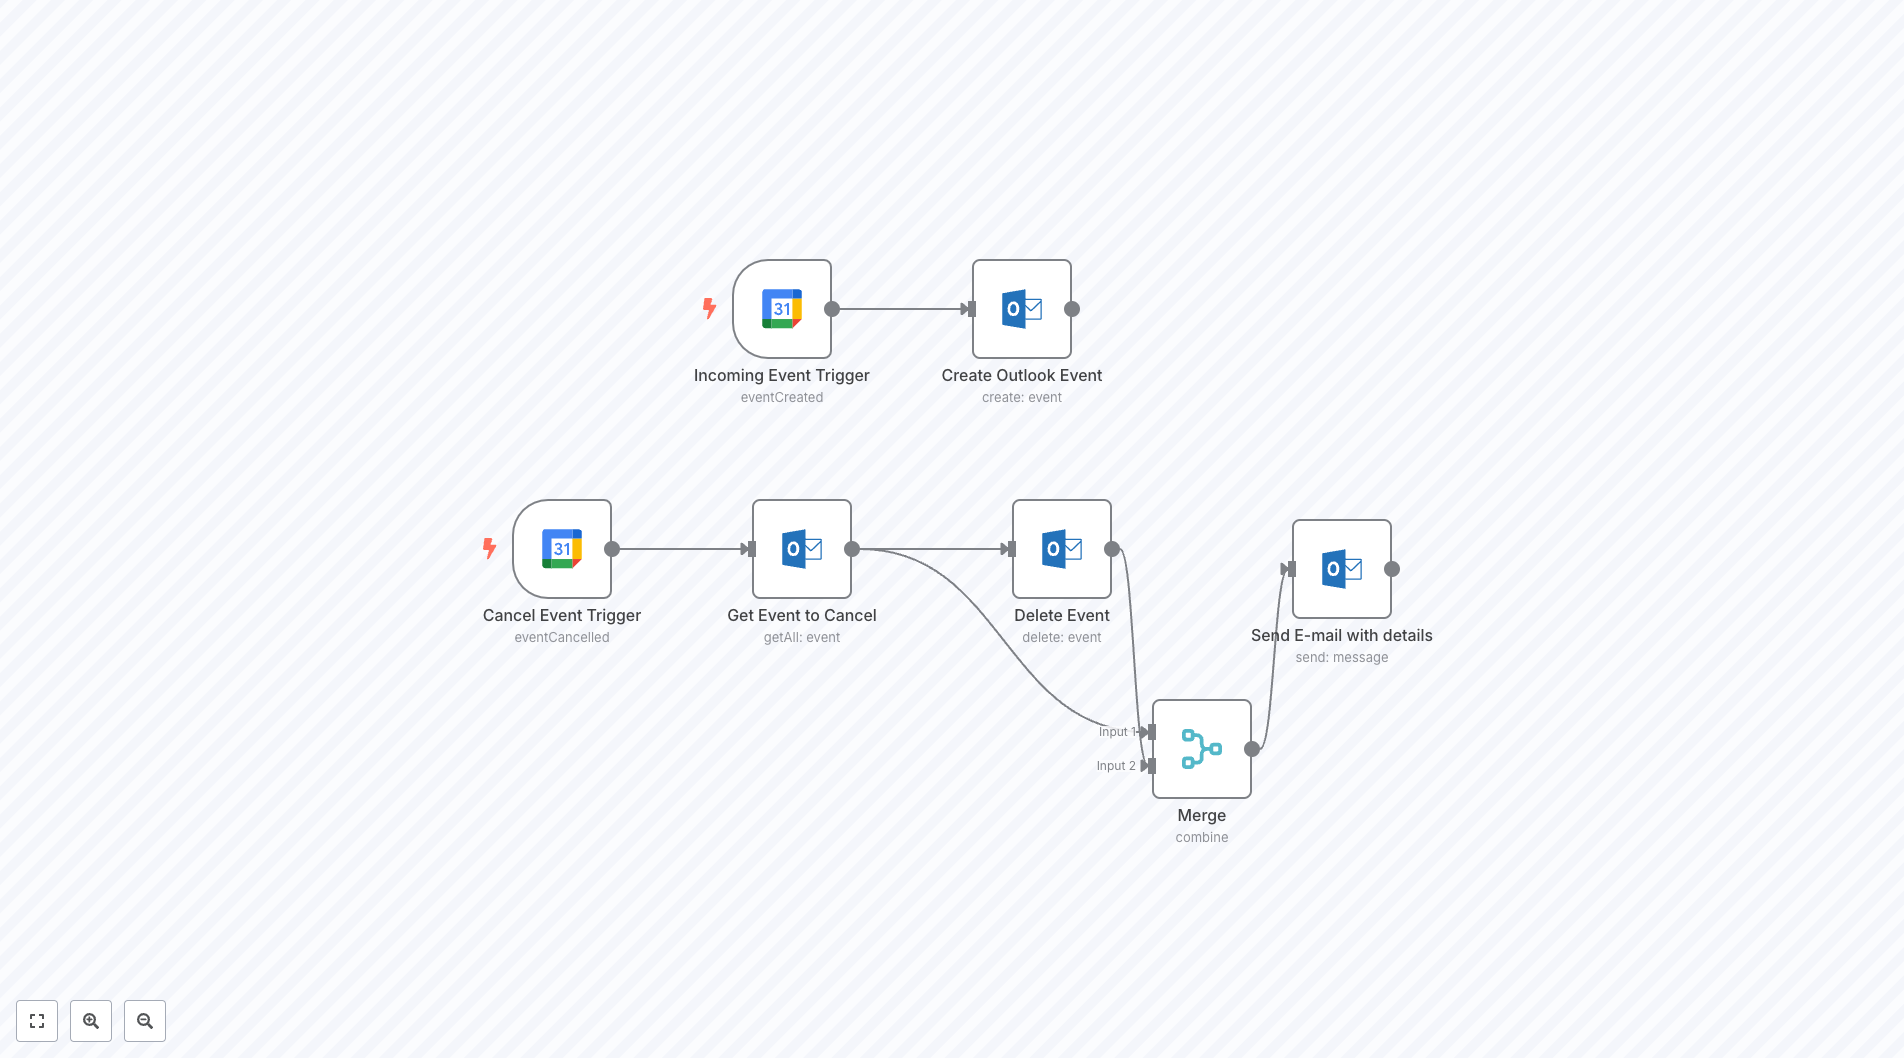 31
Incoming Event Trigger
eventCreated
O
Create Outlook Event
create: event
31
Cancel Event Trigger
eventCancelled
O
Get Event to Cancel
getAll: event
O
Delete Event
delete: event
O
Send E-mail with details
send: message
Input 1
Input 2
Merge
combine